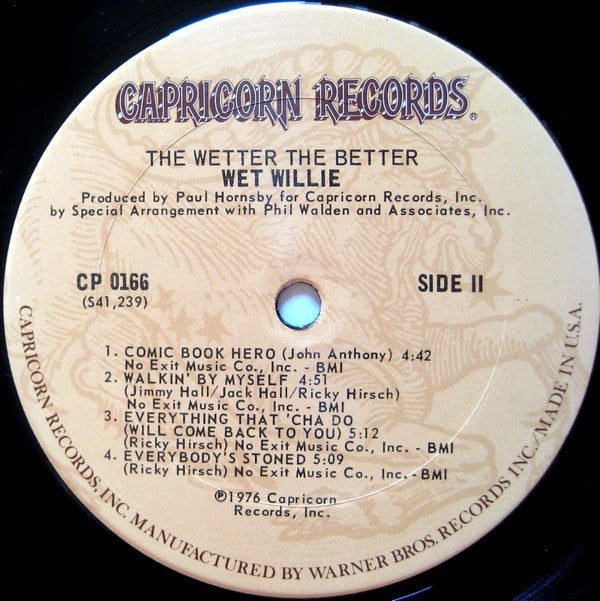 CAPRICORN RECORDS®
THE WETTER THE BETTER
WET WILLIE
Produced by Paul Hornsby for Capricorn Records, Inc.
by Special Arrangement with Phil Walden and Associates, Inc.
CP 0166
(S41,239)
SIDE II
1. COMIC BOOK HERO (John Anthony) 4:42
No Exit Music Co., Inc. - BMI
2. WALKIN' BY MYSELF 4:51
(Jimmy Hall/Jack Hall/Ricky Hirsch)
No Exit Music Co., Inc. - BMI
3. EVERYTHING THAT 'CHA DO
(WILL COME BACK TO YOU) 5:12
(Ricky Hirsch) No Exit Music Co., Inc. - BMI
4. EVERYBODY'S STONED 5:09
(Ricky Hirsch) No Exit Music Co., Inc.- BMI
℗1976 Capricorn
Records, Inc.
CAPRICORN RECORDS, INC. MANUFACTURED BY WARNER BROS. RECORDS INC./MADE IN U.S.A.